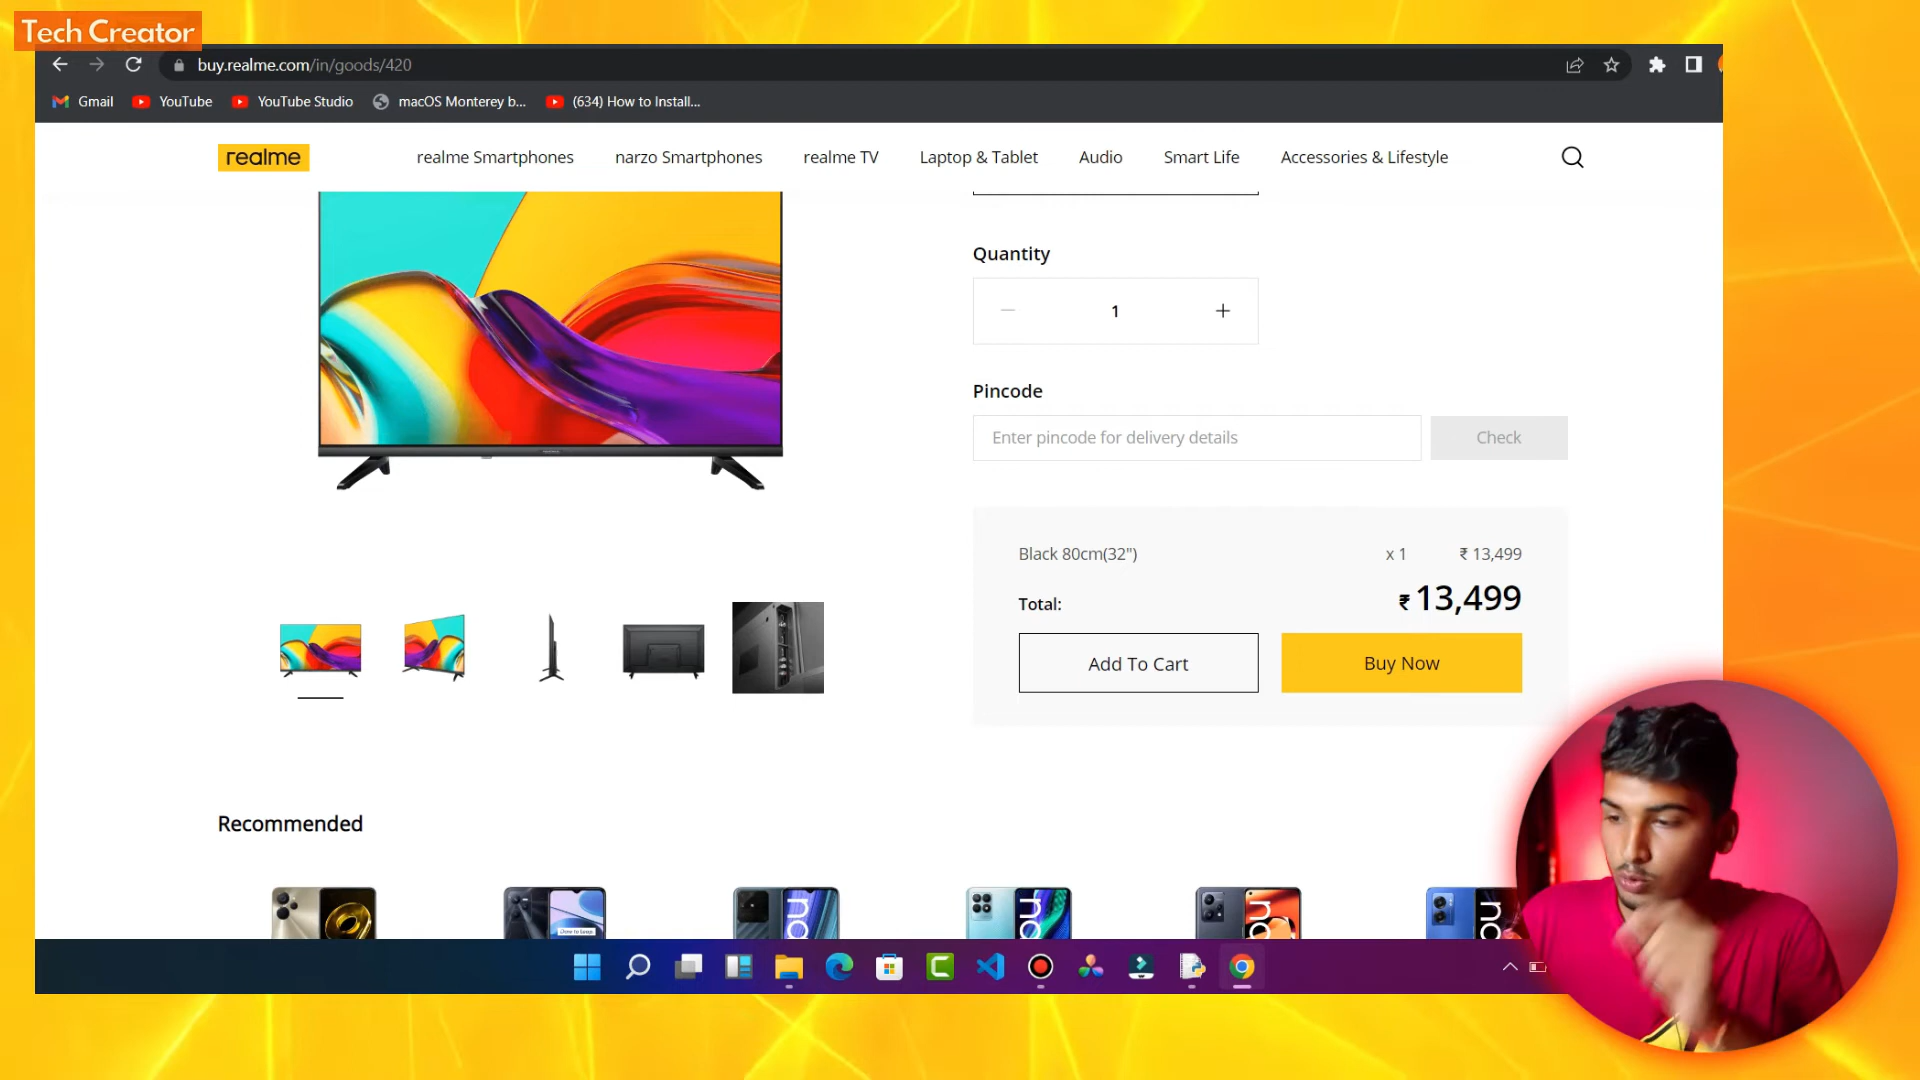 Tech Creator
buy.realme.com/in/goods/420
Gmail YouTube YouTube Studio macOS Monterey b... (634) How to Install...
realme realme Smartphones narzo Smartphones realme TV Laptop & Tablet Audio Smart Life Accessories & Lifestyle
Quantity
1
Pincode
Enter pincode for delivery details Check
Black 80cm(32") x 1 ₹ 13,499
Total: ₹ 13,499
Add To Cart Buy Now
Recommended